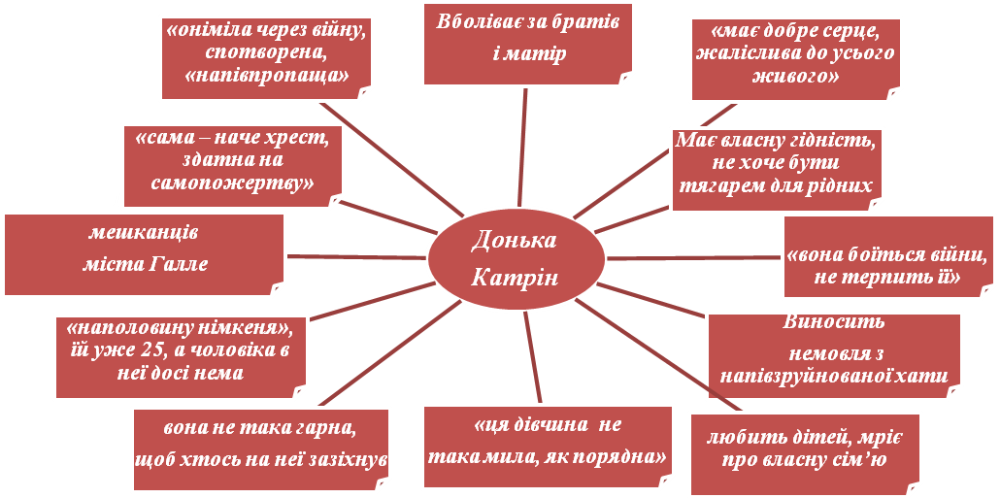 «оніміла через війну,
спотворена,
«напівпропаща»
Вболіває за братів
і матір
«має добре серце,
жаліслива до усього
живого»
«сама – наче хрест,
здатна на
самопожертву»
Має власну гідність,
не хоче бути
тягарем для рідних
мешканців
міста Галле
Донька
Катрін
«вона боїться війни,
не терпить її»
«наполовину німкеня»,
їй уже 25, а чоловіка в
неї досі нема
Виносить
немовля з
напівзруйнованої хати
вона не така гарна,
щоб хтось на неї зазіхнув
«ця дівчина не
така мила, як порядна»
любить дітей, мріє
про власну сім’ю